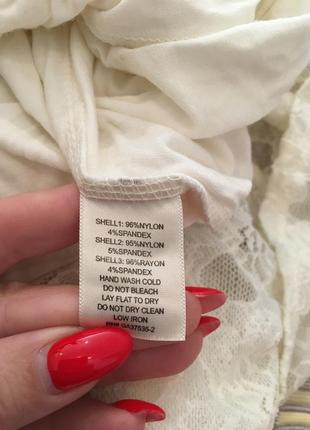 SHELL1: 96%NYLON
4%SPANDEX
SHELL2: 95%NYLON
5%SPANDEX
SHELL3: 96%RAYON
4%SPANDEX
HAND WASH COLD
DO NOT BLEACH
LAY FLAT TO DRY
DO NOT DRY CLEAN
LOW IRON